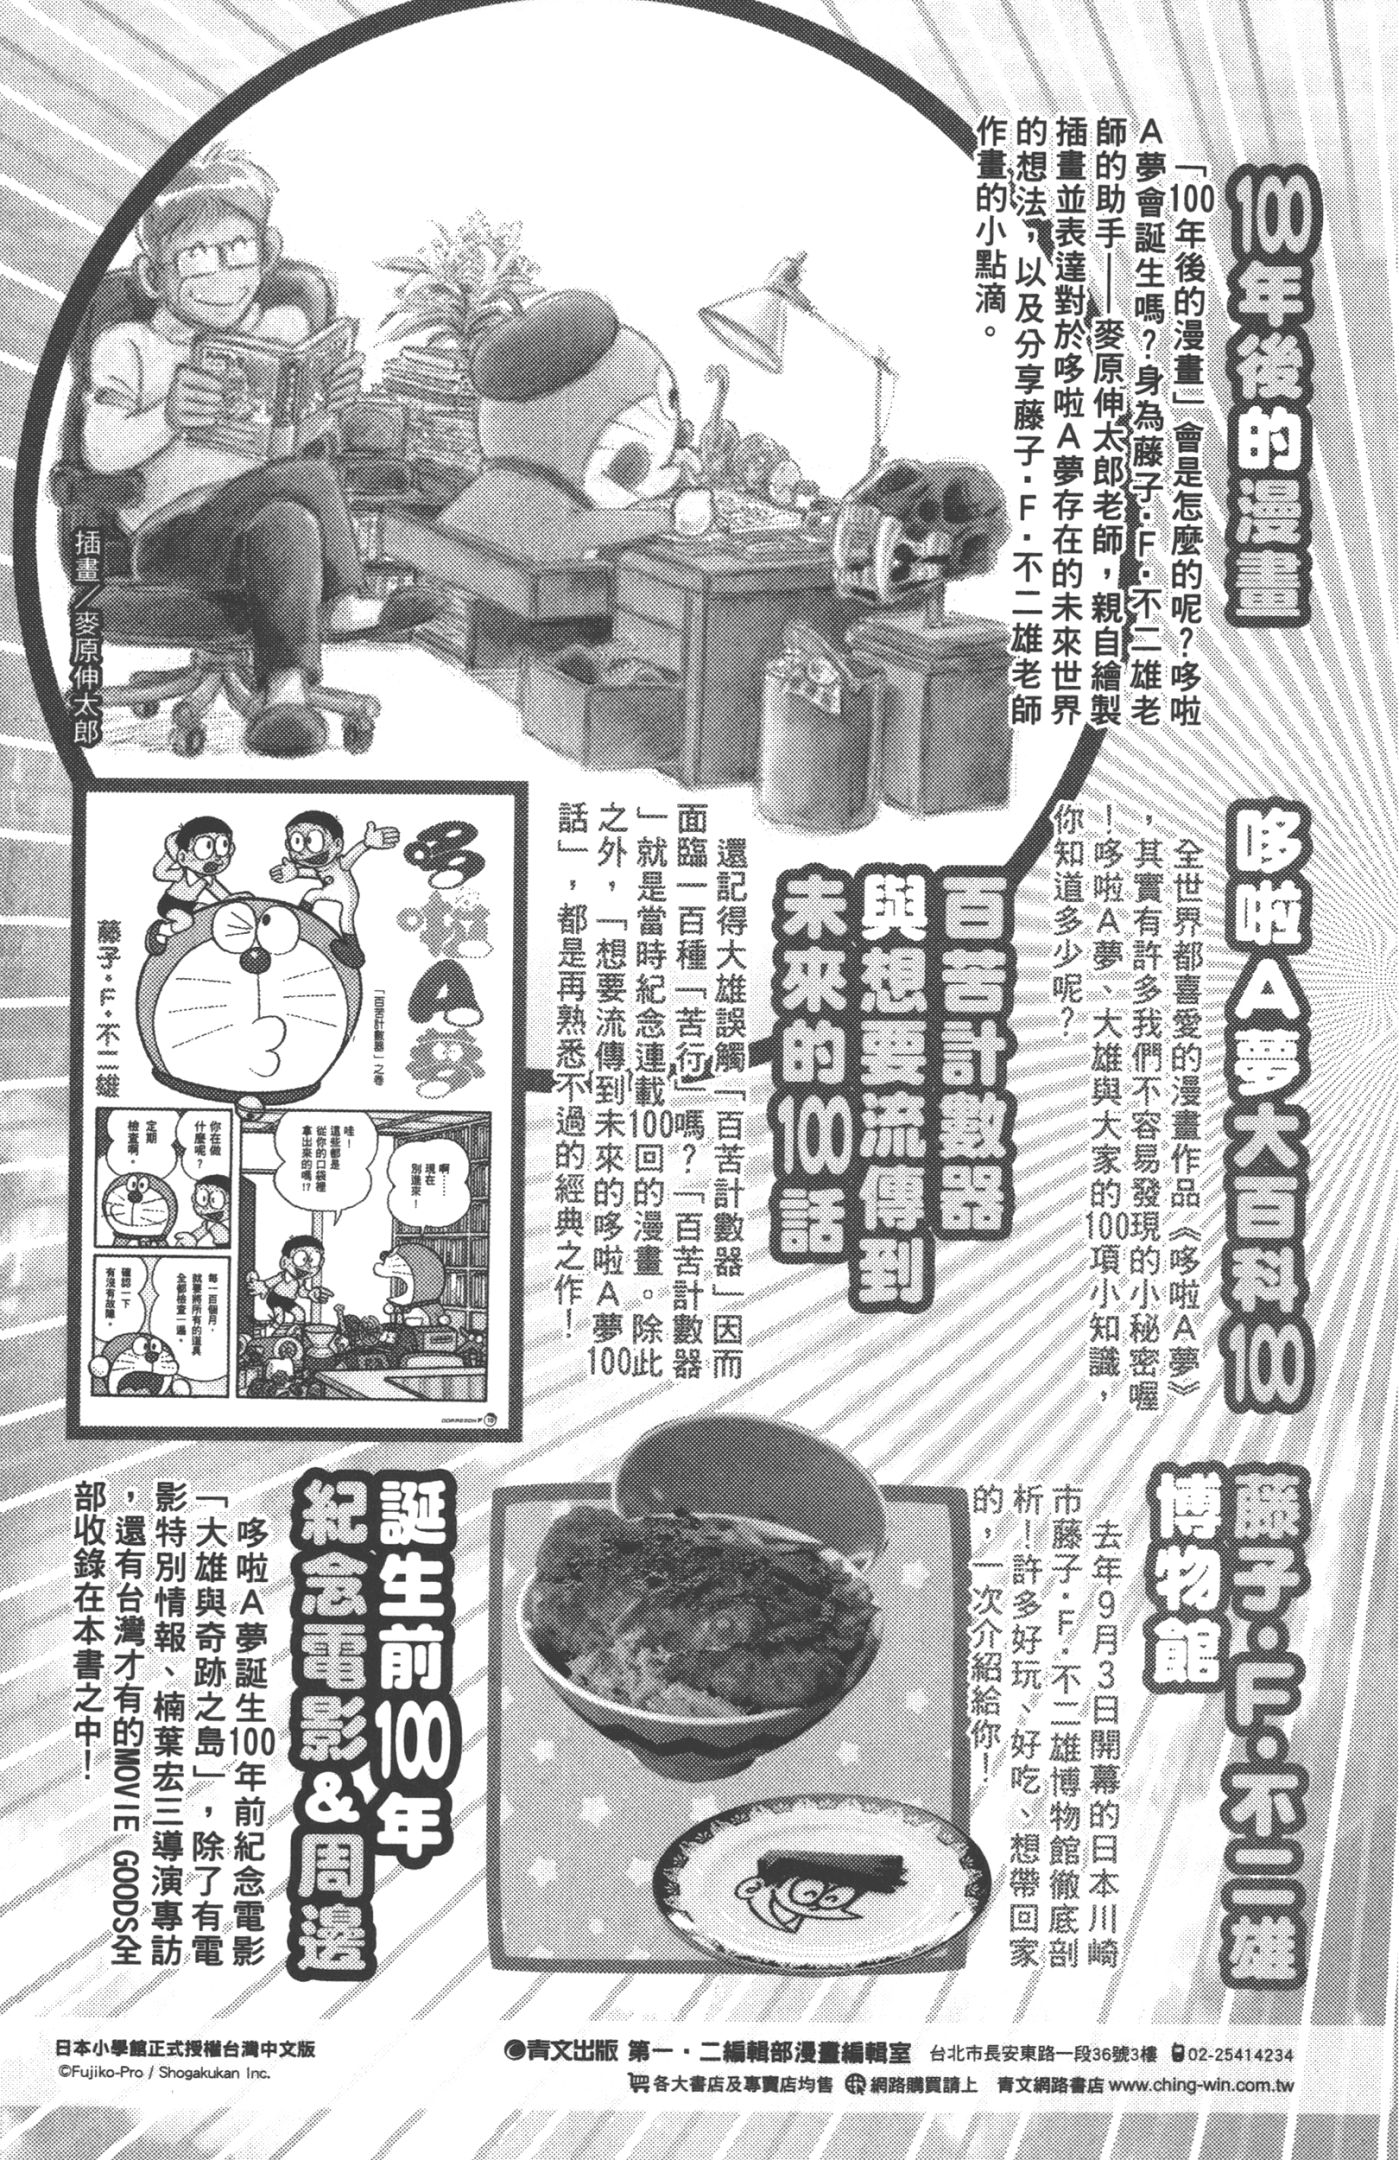 100年後的漫畫
「100年後的漫畫」會是怎麼的呢？哆啦
A夢會誕生嗎？身為藤子・F・不二雄老
師的助手——麥原伸太郎老師，親自繪製
插畫並表達對於哆啦A夢存在的未來世界
的想法，以及分享藤子・F・不二雄老師
作畫的小點滴。
插畫／麥原伸太郎
哆啦A夢大百科100
全世界都喜愛的漫畫作品《哆啦A夢》
，其實有許多我們不容易發現的小秘密喔
！哆啦A夢、大雄與大家的100項小知識，
你知道多少呢？
百苦計數器
與想要流傳到
未來的100話
還記得大雄誤觸「百苦計數器」因而
面臨一百種「苦行」嗎？「百苦計數器
」就是當時紀念連載100回的漫畫。除此
之外，「想要流傳到未來的哆啦A夢100
話」，都是再熟悉不過的經典之作！
哆啦A夢
「百苦計數器」之卷
藤子・F・不二雄
啊……
現在
別進來！
哇！
這些都是
從你的口袋裡
拿出來的嗎！？
你在做
什麼呢？
定期
檢查啊。
每一百個月，
就要將所有的道具
全都檢查一遍。
確認一下
有沒有故障。
藤子・F・不二雄
博物館
去年9月3日開幕的日本川崎
市藤子・F・不二雄博物館徹底剖
析！許多好玩、好吃、想帶回家
的，一次介紹給你！
誕生前100年
紀念電影&周邊
哆啦A夢誕生100年前紀念電影
「大雄與奇跡之島」，除了有電
影特別情報、楠葉宏三導演專訪
，還有台灣才有的MOVIE GOODS全
部收錄在本書之中！
日本小學館正式授權台灣中文版
©Fujiko-Pro / Shogakukan Inc.
青文出版 第一・二編輯部漫畫編輯室 台北市長安東路一段36號3樓 02-25414234
各大書店及專賣店均售 網路購買請上 青文網路書店 www.ching-win.com.tw